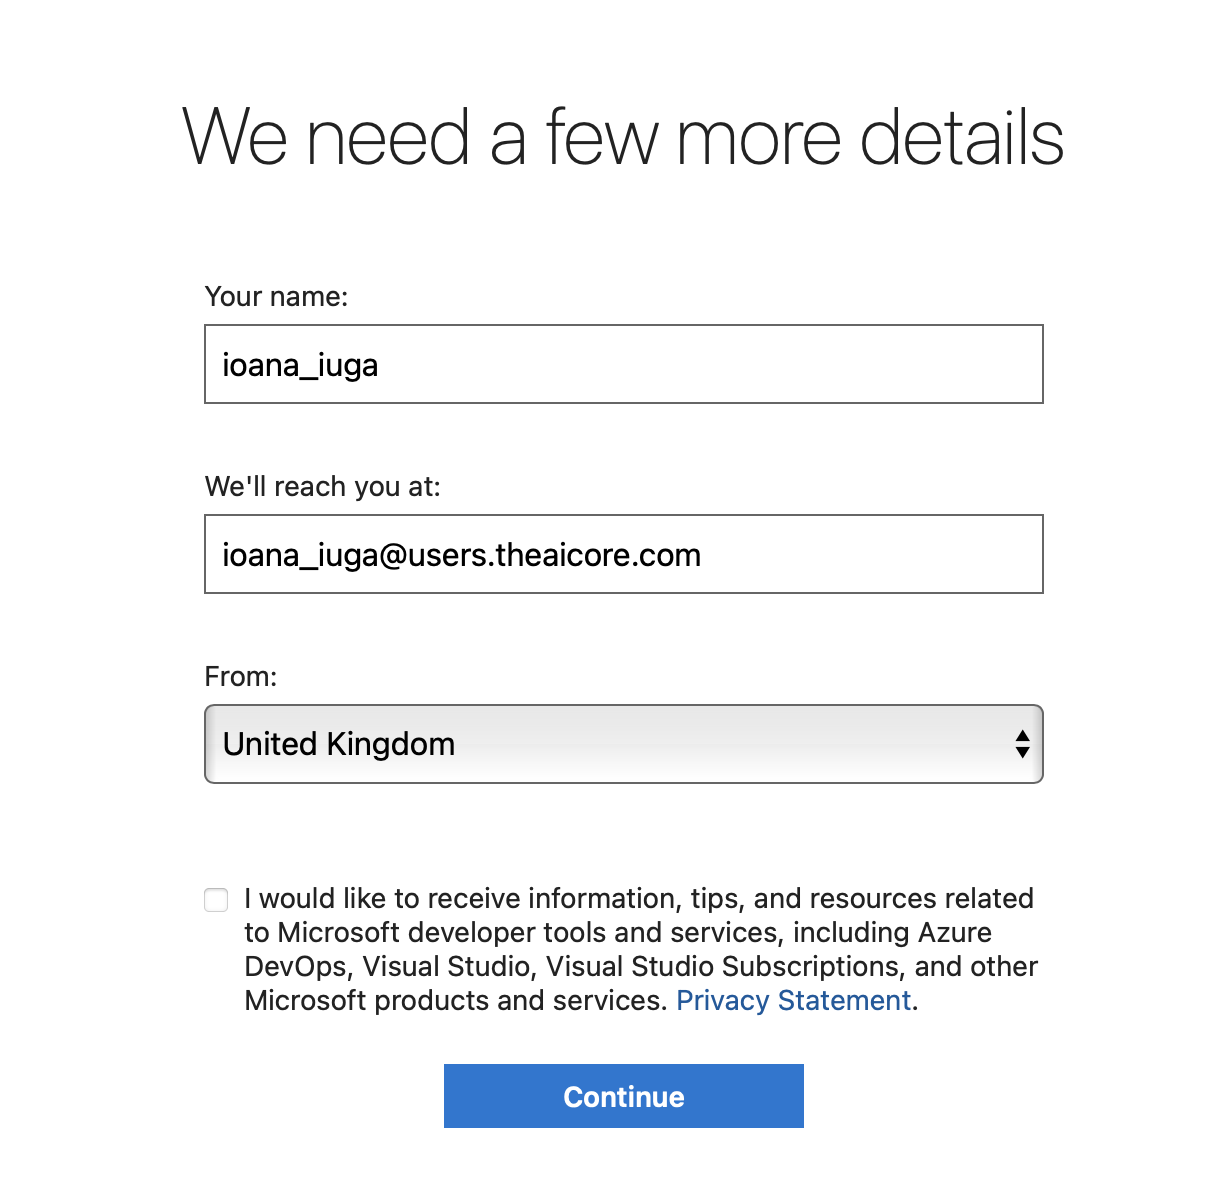 We need a few more details
Your name:
ioana_iuga
We'll reach you at:
ioana_iuga@users.theaicore.com
From:
United Kingdom
I would like to receive information, tips, and resources related
to Microsoft developer tools and services, including Azure
DevOps, Visual Studio, Visual Studio Subscriptions, and other
Microsoft products and services. Privacy Statement.
Continue